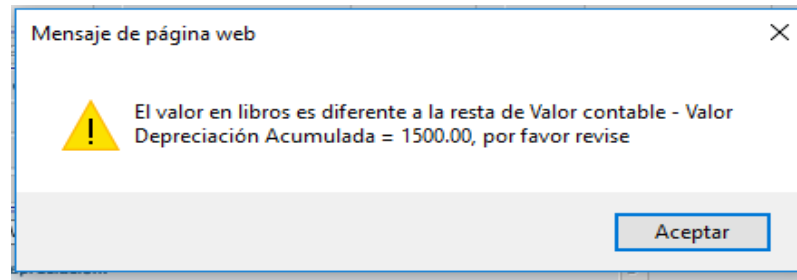 Mensaje de página web
El valor en libros es diferente a la resta de Valor contable - Valor
Depreciación Acumulada = 1500.00, por favor revise
Aceptar